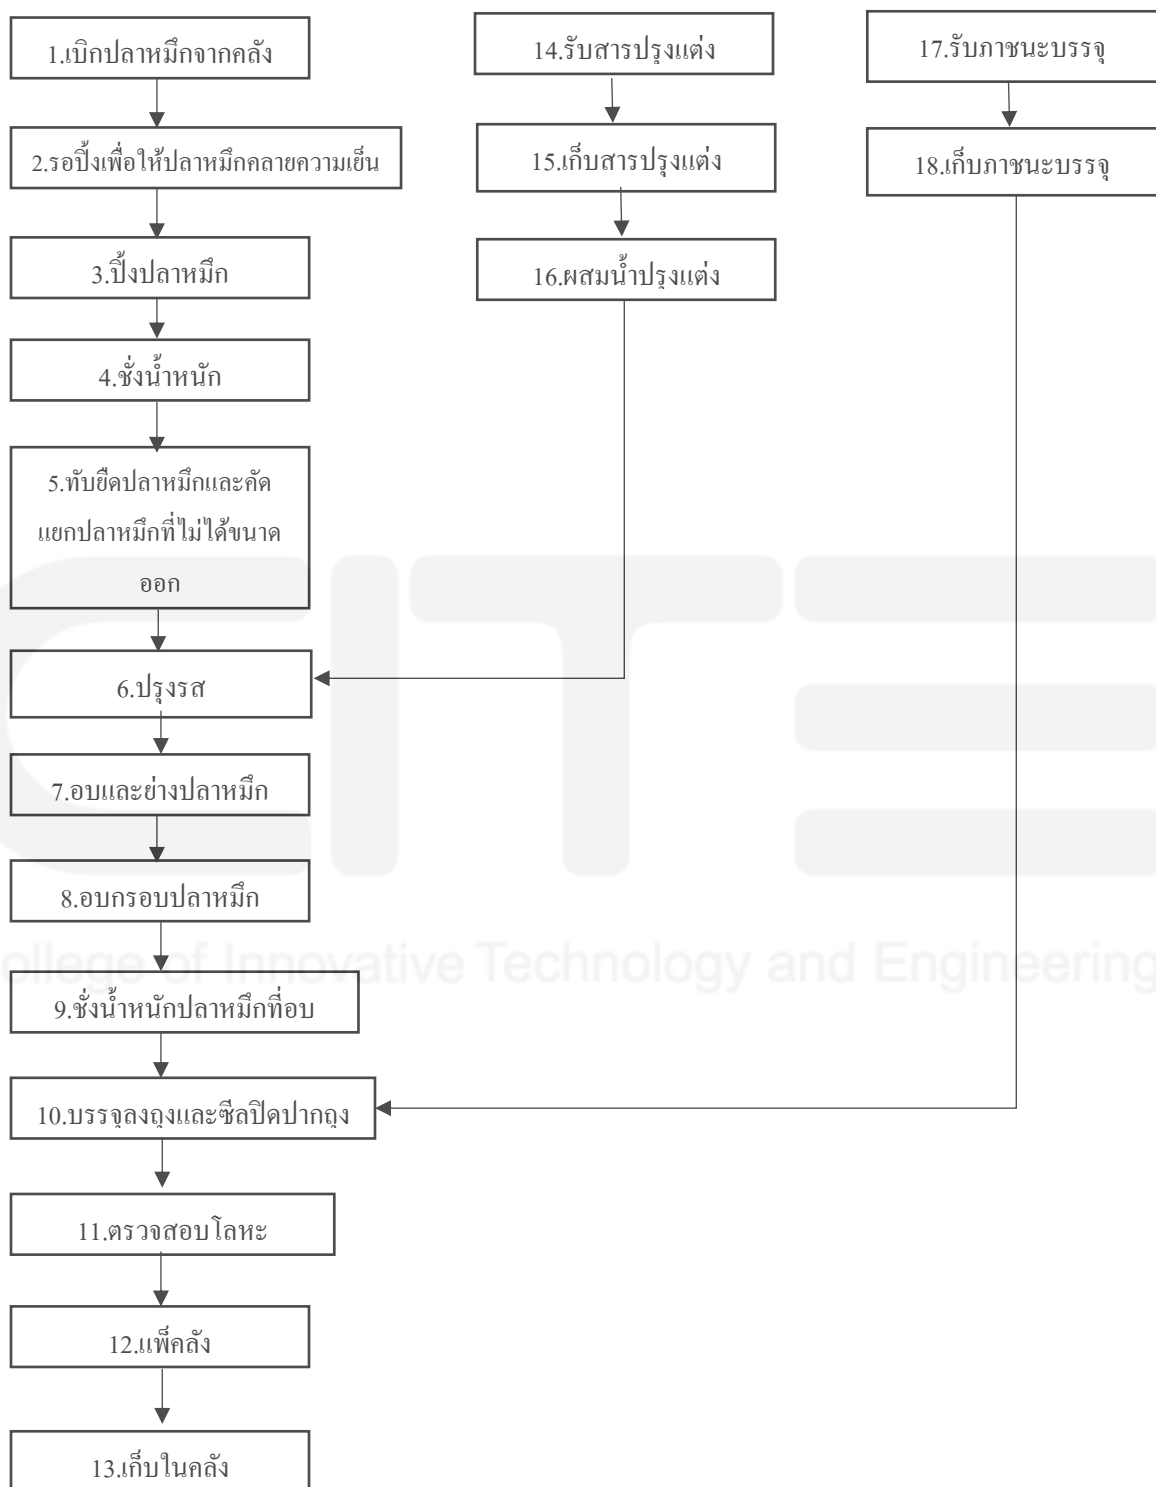 1.เบิกปลาหมึกจากคลัง
2.รอปิ้งเพื่อให้ปลาหมึกคลายความเย็น
3.ปิ้งปลาหมึก
4.ชั่งน้ำหนัก
5.ทับยืดปลาหมึกและคัด
แยกปลาหมึกที่ไม่ได้ขนาด
ออก
6.ปรุงรส
7.อบและย่างปลาหมึก
8.อบกรอบปลาหมึก
9.ชั่งน้ำหนักปลาหมึกที่อบ
10.บรรจุลงถุงและซีลปิดปากถุง
11.ตรวจสอบโลหะ
12.แพ็คลัง
13.เก็บในคลัง
14.รับสารปรุงแต่ง
15.เก็บสารปรุงแต่ง
16.ผสมน้ำปรุงแต่ง
17.รับภาชนะบรรจุ
18.เก็บภาชนะบรรจุ
CITE
ollege of Innovative Technology and Engineering